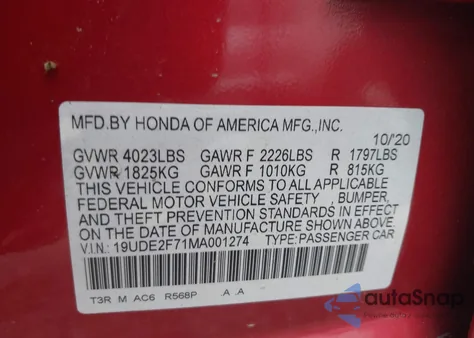 MFD.BY HONDA OF AMERICA MFG.,INC.
10/'20
GVWR 4023LBS GAWR F 2226LBS R 1797LBS
GVWR 1825KG GAWR F 1010KG R 815KG
THIS VEHICLE CONFORMS TO ALL APPLICABLE
FEDERAL MOTOR VEHICLE SAFETY , BUMPER,
AND THEFT PREVENTION STANDARDS IN EFFECT
ON THE DATE OF MANUFACTURE SHOWN ABOVE.
V.I.N: 19UDE2F71MA001274 TYPE:PASSENGER CAR
T3R M AC6 R568P .A .A
autoSnap